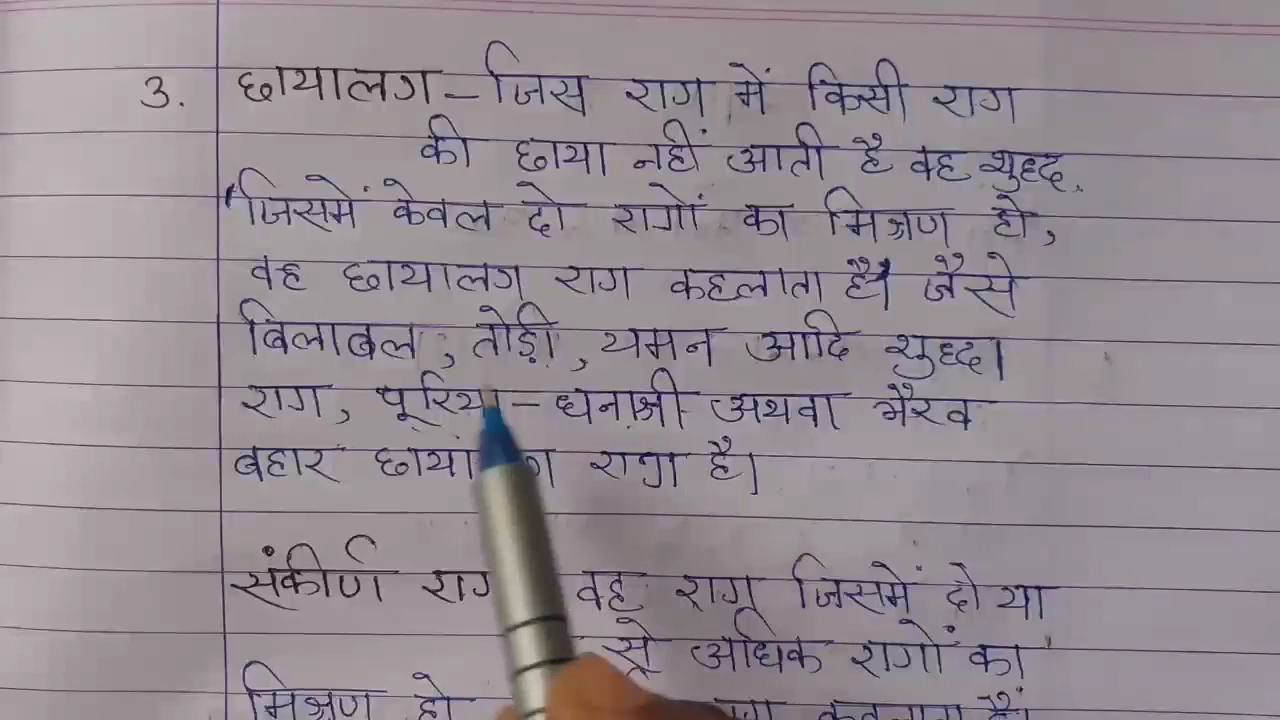 3. छायालग - जिस राग में किसी राग
की छाया नहीं आती है वह शुद्ध,
जिसमें केवल दो रागों का मिश्रण हो,
वह छायालग राग कहलाता है। जैसे
बिलाबल, तोड़ी, यमन आदि शुद्ध।
राग, पूरिया - धनाश्री अथवा भैरव
बहार राग है।
संकीर्ण राग वह राग जिसमें दो या
से अधिक रागों का
मिश्रण हो